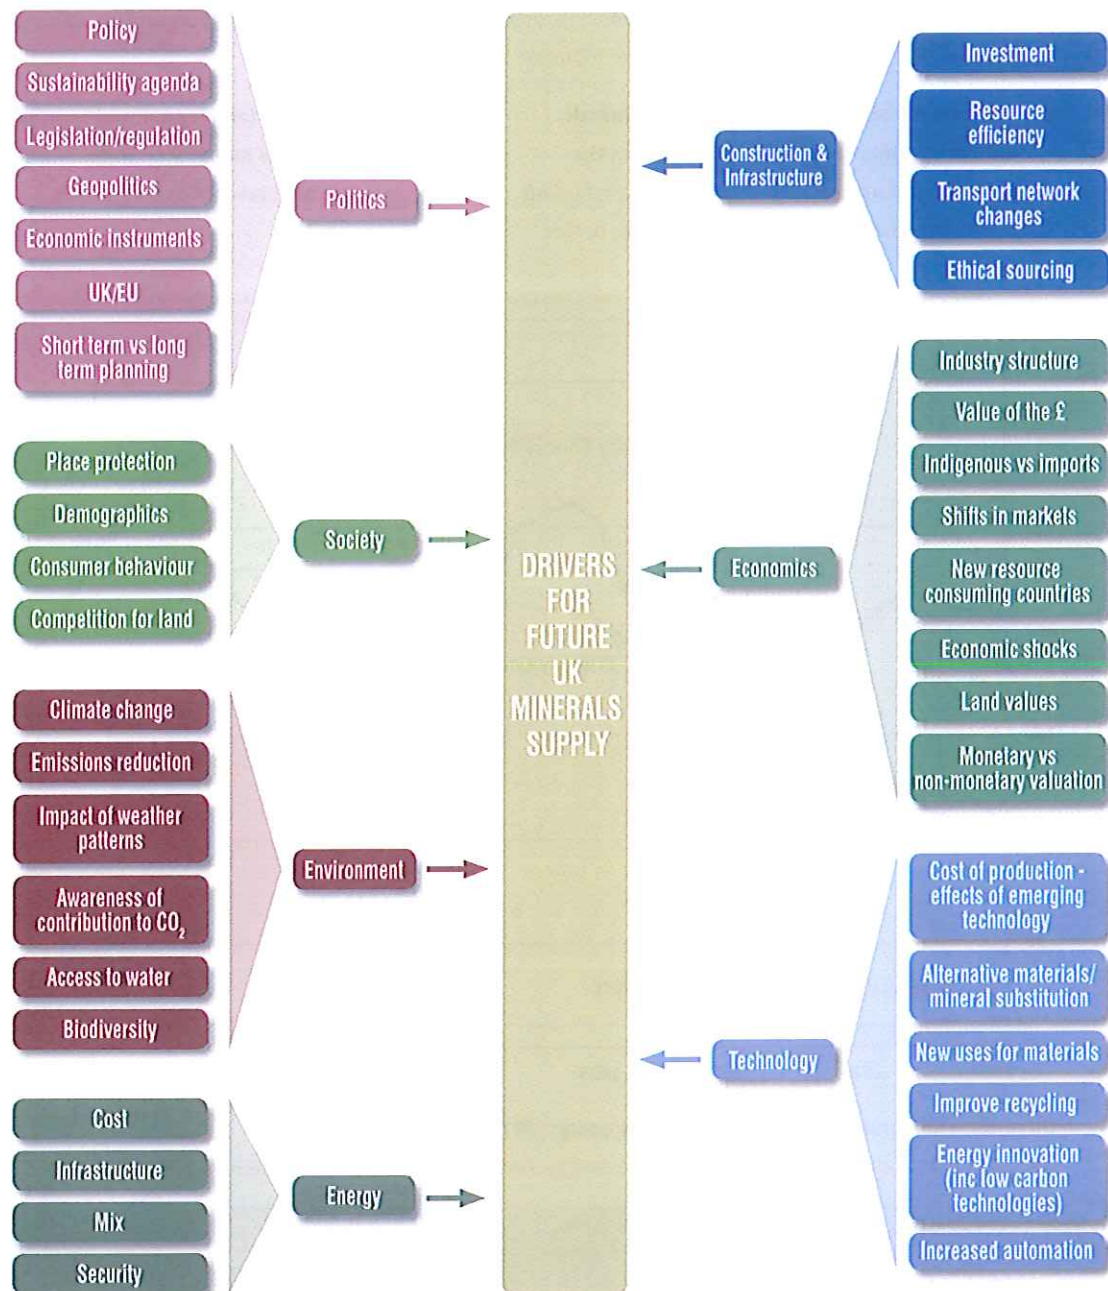 Policy
Sustainability agenda
Legislation/regulation
Geopolitics
Economic instruments
UK/EU
Short term vs long
term planning
Politics
Place protection
Demographics
Consumer behaviour
Competition for land
Society
Climate change
Emissions reduction
Impact of weather
patterns
Awareness of
contribution to CO₂
Access to water
Biodiversity
Environment
Cost
Infrastructure
Mix
Security
Energy
DRIVERS
FOR
FUTURE
UK
MINERALS
SUPPLY
Construction &
Infrastructure
Investment
Resource
efficiency
Transport network
changes
Ethical sourcing
Economics
Industry structure
Value of the £
Indigenous vs imports
Shifts in markets
New resource
consuming countries
Economic shocks
Land values
Monetary vs
non-monetary valuation
Technology
Cost of production -
effects of emerging
technology
Alternative materials/
mineral substitution
New uses for materials
Improve recycling
Energy innovation
(inc low carbon
technologies)
Increased automation